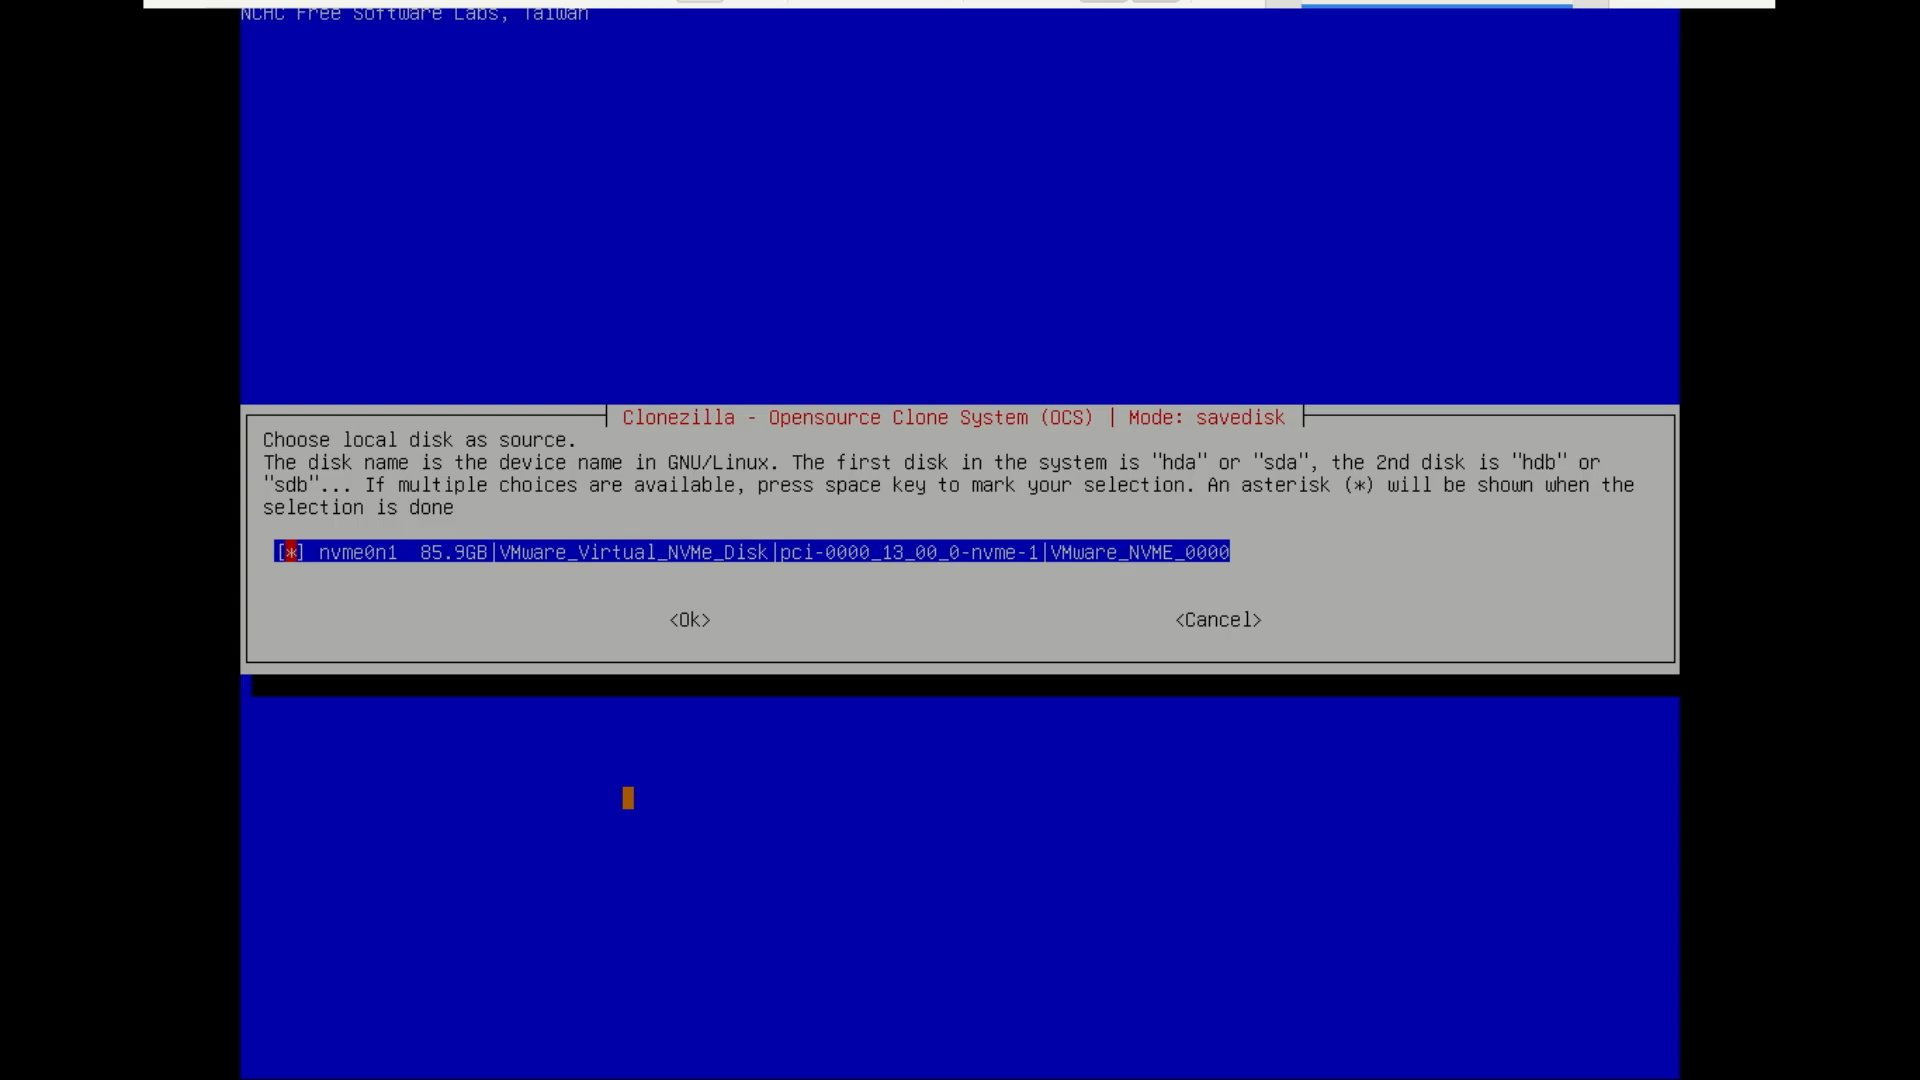 NCHC Free Software Labs, Taiwan
Clonezilla - Opensource Clone System (OCS) | Mode: savedisk
Choose local disk as source.
The disk name is the device name in GNU/Linux. The first disk in the system is "hda" or "sda", the 2nd disk is "hdb" or
"sdb"... If multiple choices are available, press space key to mark your selection. An asterisk (*) will be shown when the
selection is done
[*] nvme0n1 85.9GB|VMware_Virtual_NVMe_Disk|pci-0000_13_00_0-nvme-1|VMware_NVME_0000
<Ok> <Cancel>